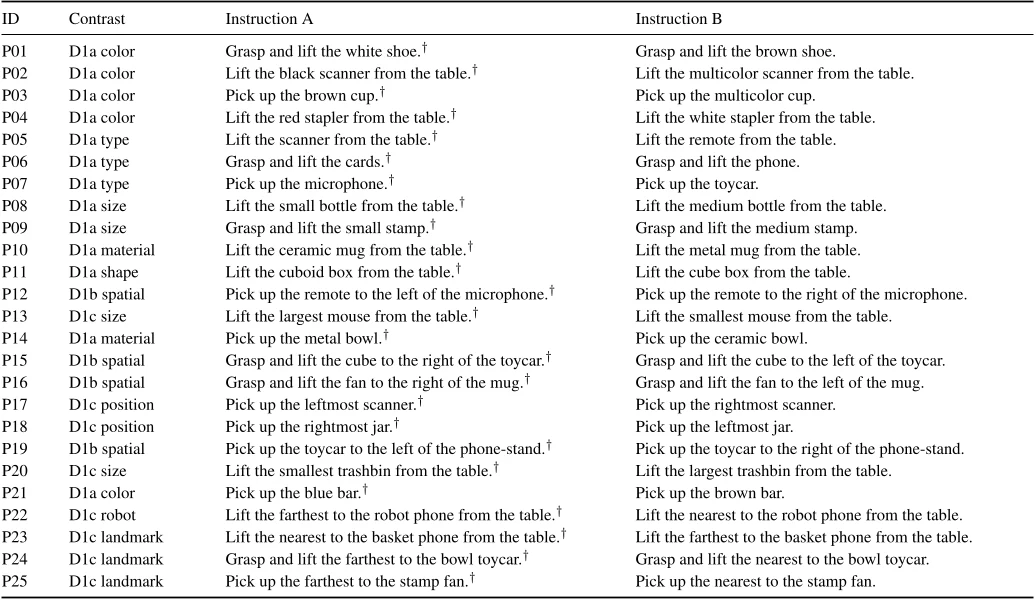 ID Contrast Instruction A Instruction B
P01 D1a color Grasp and lift the white shoe.† Grasp and lift the brown shoe.
P02 D1a color Lift the black scanner from the table.† Lift the multicolor scanner from the table.
P03 D1a color Pick up the brown cup.† Pick up the multicolor cup.
P04 D1a color Lift the red stapler from the table.† Lift the white stapler from the table.
P05 D1a type Lift the scanner from the table.† Lift the remote from the table.
P06 D1a type Grasp and lift the cards.† Grasp and lift the phone.
P07 D1a type Pick up the microphone.† Pick up the toycar.
P08 D1a size Lift the small bottle from the table.† Lift the medium bottle from the table.
P09 D1a size Grasp and lift the small stamp.† Grasp and lift the medium stamp.
P10 D1a material Lift the ceramic mug from the table.† Lift the metal mug from the table.
P11 D1a shape Lift the cuboid box from the table.† Lift the cube box from the table.
P12 D1b spatial Pick up the remote to the left of the microphone.† Pick up the remote to the right of the microphone.
P13 D1c size Lift the largest mouse from the table.† Lift the smallest mouse from the table.
P14 D1a material Pick up the metal bowl.† Pick up the ceramic bowl.
P15 D1b spatial Grasp and lift the cube to the right of the toycar.† Grasp and lift the cube to the left of the toycar.
P16 D1b spatial Grasp and lift the fan to the right of the mug.† Grasp and lift the fan to the left of the mug.
P17 D1c position Pick up the leftmost scanner.† Pick up the rightmost scanner.
P18 D1c position Pick up the rightmost jar.† Pick up the leftmost jar.
P19 D1b spatial Pick up the toycar to the left of the phone-stand.† Pick up the toycar to the right of the phone-stand.
P20 D1c size Lift the smallest trashbin from the table.† Lift the largest trashbin from the table.
P21 D1a color Pick up the blue bar.† Pick up the brown bar.
P22 D1c robot Lift the farthest to the robot phone from the table.† Lift the nearest to the robot phone from the table.
P23 D1c landmark Lift the nearest to the basket phone from the table.† Lift the farthest to the basket phone from the table.
P24 D1c landmark Grasp and lift the farthest to the bowl toycar.† Grasp and lift the nearest to the bowl toycar.
P25 D1c landmark Pick up the farthest to the stamp fan.† Pick up the nearest to the stamp fan.